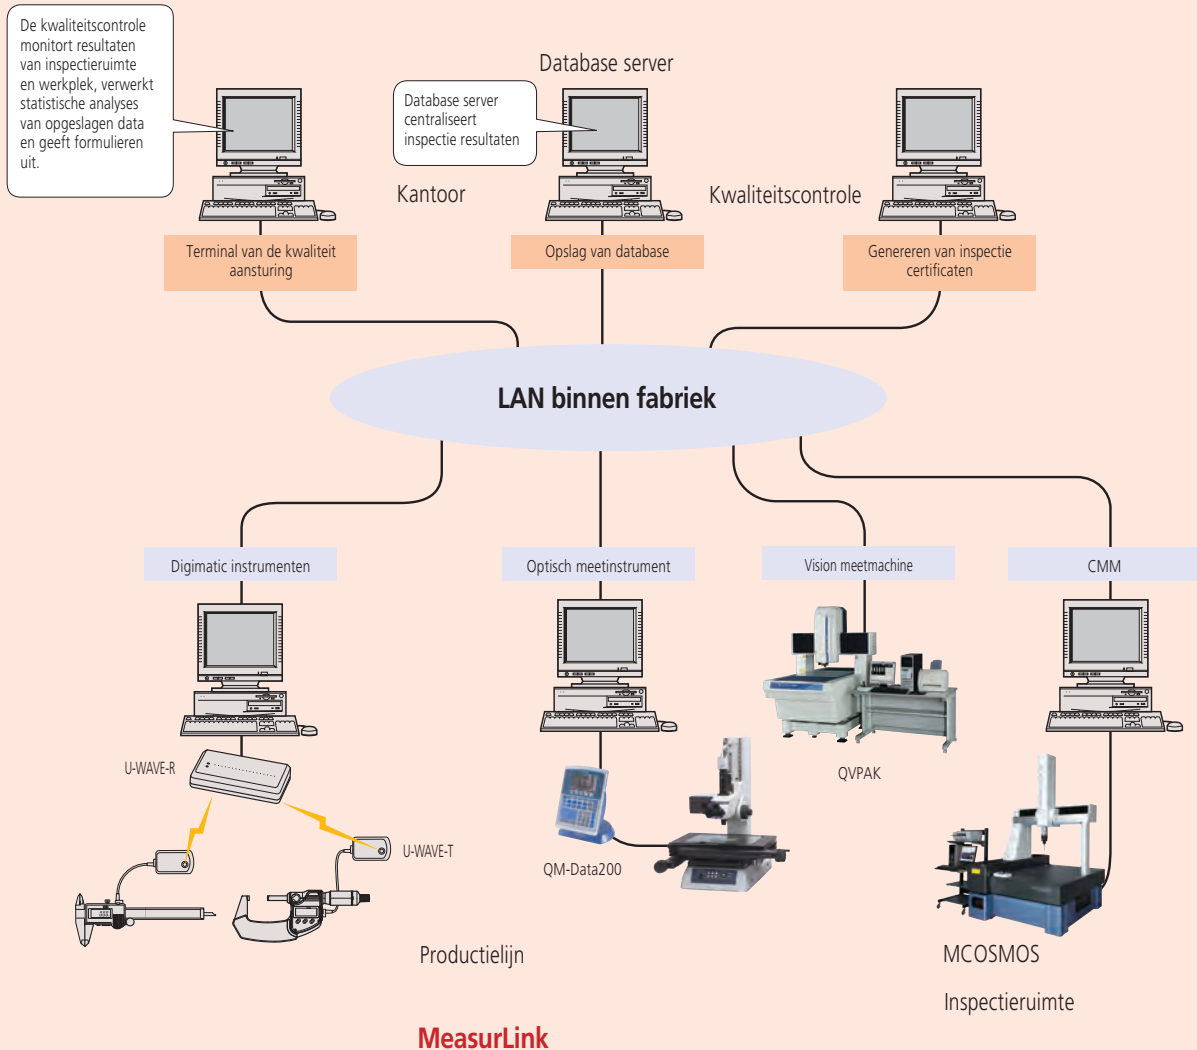 De kwaliteitscontrole
monitort resultaten
van inspectieruimte
en werkplek, verwerkt
statistische analyses
van opgeslagen data
en geeft formulieren
uit.
Database server
Database server
centraliseert
inspectie resultaten
Kantoor
Kwaliteitscontrole
Terminal van de kwaliteit
aansturing
Opslag van database
Genereren van inspectie
certificaten
LAN binnen fabriek
Digimatic instrumenten
Optisch meetinstrument
Vision meetmachine
CMM
U-WAVE-R
U-WAVE-T
QM-Data200
QVPAK
Productielijn
MCOSMOS
Inspectieruimte
MeasurLink